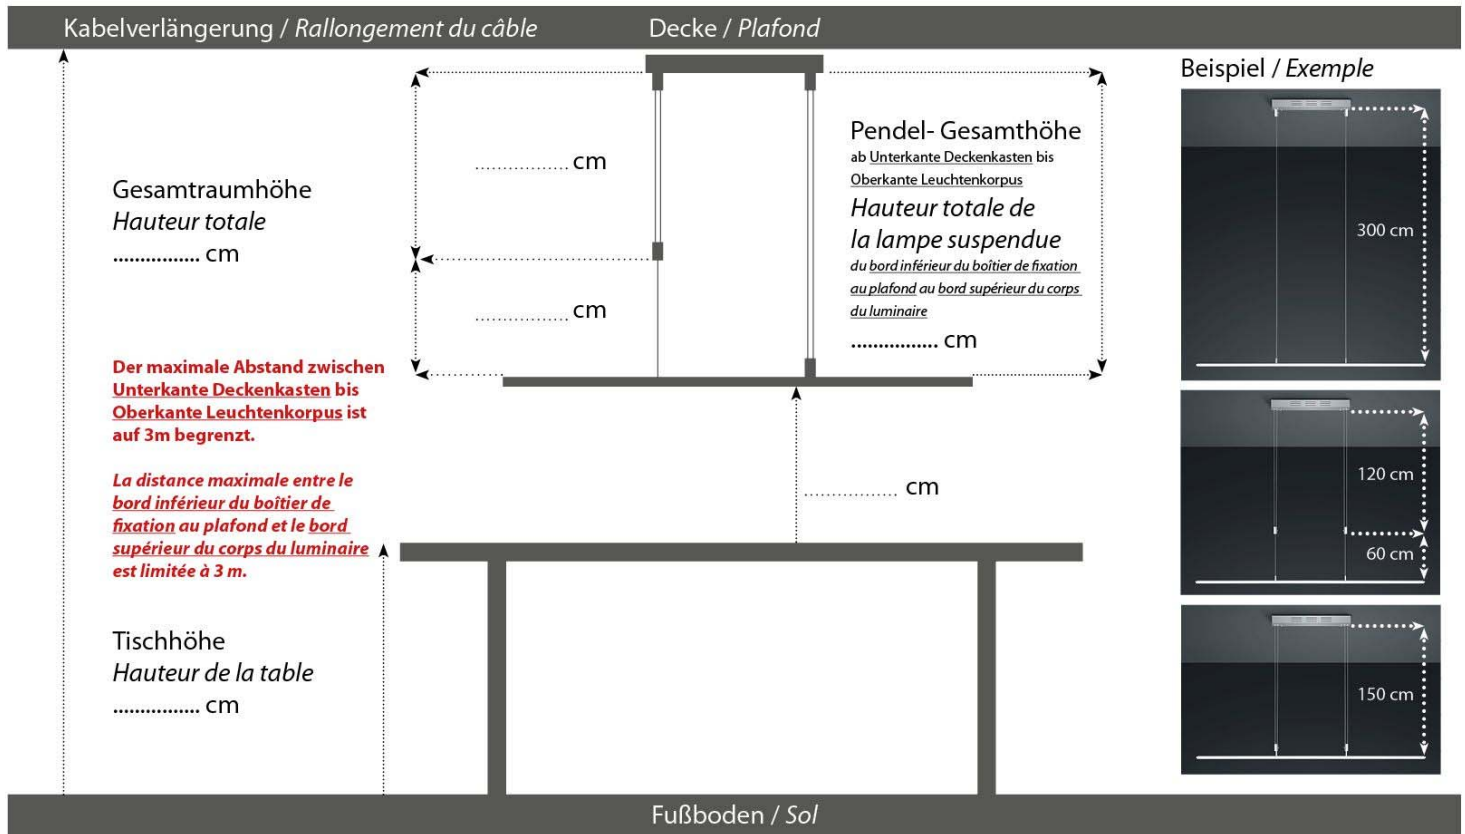 Kabelverlängerung / Rallongement du câble
Decke / Plafond
Gesamtraumhöhe
Hauteur totale
................ cm
Der maximale Abstand zwischen
Unterkante Deckenkasten bis
Oberkante Leuchtenkorpus ist
auf 3m begrenzt.
La distance maximale entre le
bord inférieur du boîtier de
fixation au plafond et le bord
supérieur du corps du luminaire
est limitée à 3 m.
Tischhöhe
Hauteur de la table
................ cm
................ cm
................ cm
Pendel- Gesamthöhe
ab Unterkante Deckenkasten bis
Oberkante Leuchtenkorpus
Hauteur totale de
la lampe suspendue
du bord inférieur du boîtier de fixation
au plafond au bord supérieur du corps
du luminaire
................ cm
................ cm
Beispiel / Exemple
300 cm
120 cm
60 cm
150 cm
Fußboden / Sol